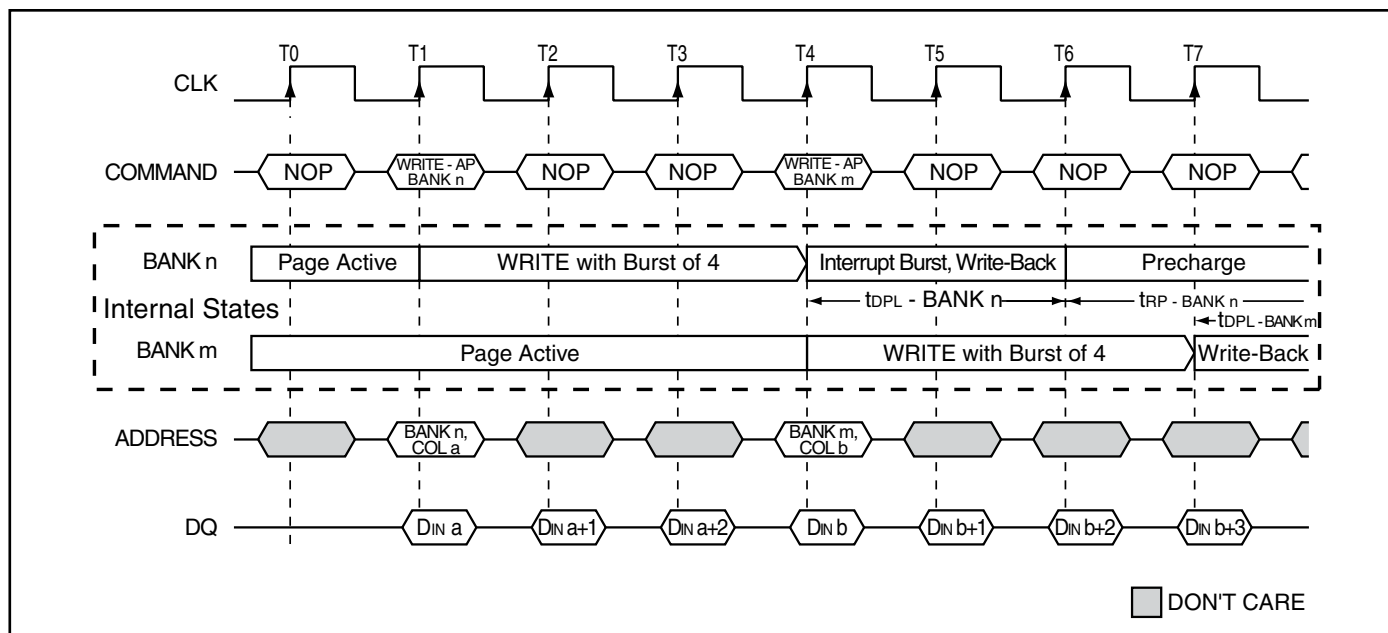 T0 T1 T2 T3 T4 T5 T6 T7
CLK
COMMAND NOP WRITE - AP BANK n NOP NOP WRITE - AP BANK m NOP NOP NOP
BANK n Page Active WRITE with Burst of 4 Interrupt Burst, Write-Back Precharge
tDPL - BANK n tRP - BANK n
Internal States
tDPL - BANK m
BANK m Page Active WRITE with Burst of 4 Write-Back
ADDRESS BANK n, COL a BANK m, COL b
DQ DIN a DIN a+1 DIN a+2 DIN b DIN b+1 DIN b+2 DIN b+3
DON'T CARE